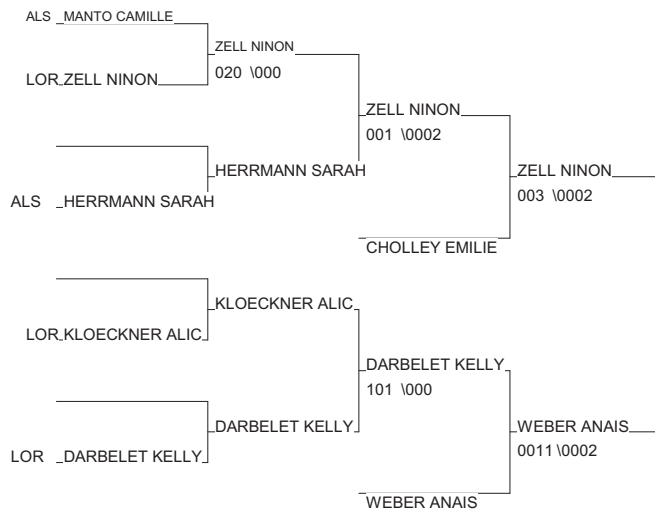 ALS MANTO CAMILLE
ZELL NINON
020 \000
LOR ZELL NINON
ZELL NINON
001 \0002
HERRMANN SARAH
ZELL NINON
003 \0002
ALS HERRMANN SARAH
CHOLLEY EMILIE
KLOECKNER ALIC
LOR KLOECKNER ALIC
DARBELET KELLY
101 \000
DARBELET KELLY
WEBER ANAIS
0011 \0002
LOR DARBELET KELLY
WEBER ANAIS